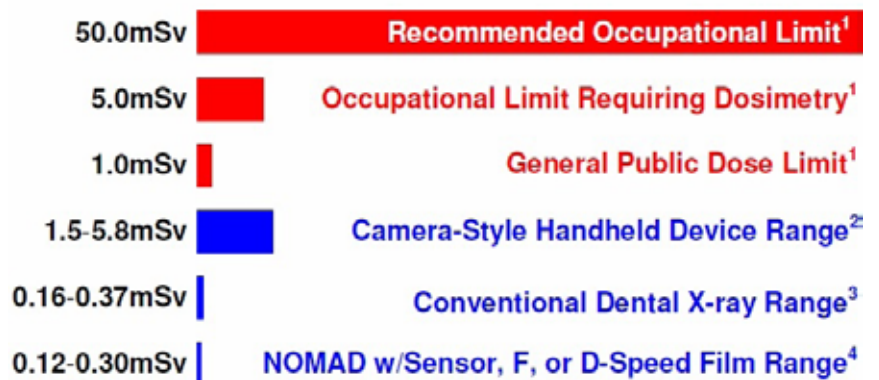 50.0mSv Recommended Occupational Limit¹
5.0mSv Occupational Limit Requiring Dosimetry¹
1.0mSv General Public Dose Limit¹
1.5-5.8mSv Camera-Style Handheld Device Range²
0.16-0.37mSv Conventional Dental X-ray Range³
0.12-0.30mSv NOMAD w/Sensor, F, or D-Speed Film Range⁴